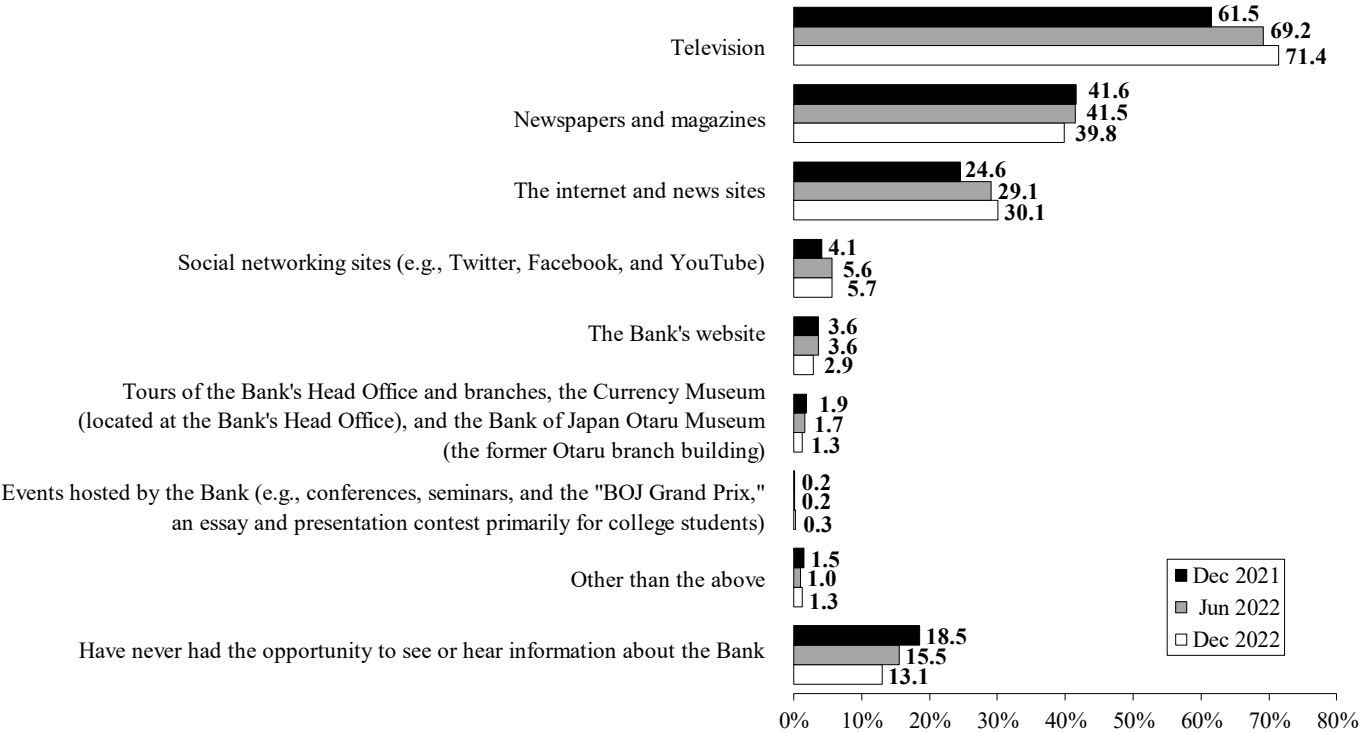 61.5
69.2
Television
71.4
41.6
Newspapers and magazines
41.5
39.8
24.6
The internet and news sites
29.1
30.1
4.1
Social networking sites (e.g., Twitter, Facebook, and YouTube)
5.6
5.7
3.6
The Bank's website
3.6
2.9
Tours of the Bank's Head Office and branches, the Currency Museum
(located at the Bank's Head Office), and the Bank of Japan Otaru Museum
(the former Otaru branch building)
1.9
1.7
1.3
Events hosted by the Bank (e.g., conferences, seminars, and the "BOJ Grand Prix,"
an essay and presentation contest primarily for college students)
0.2
0.2
0.3
1.5
Other than the above
1.0
1.3
Dec 2021
Jun 2022
Dec 2022
18.5
Have never had the opportunity to see or hear information about the Bank
15.5
13.1
0% 10% 20% 30% 40% 50% 60% 70% 80%